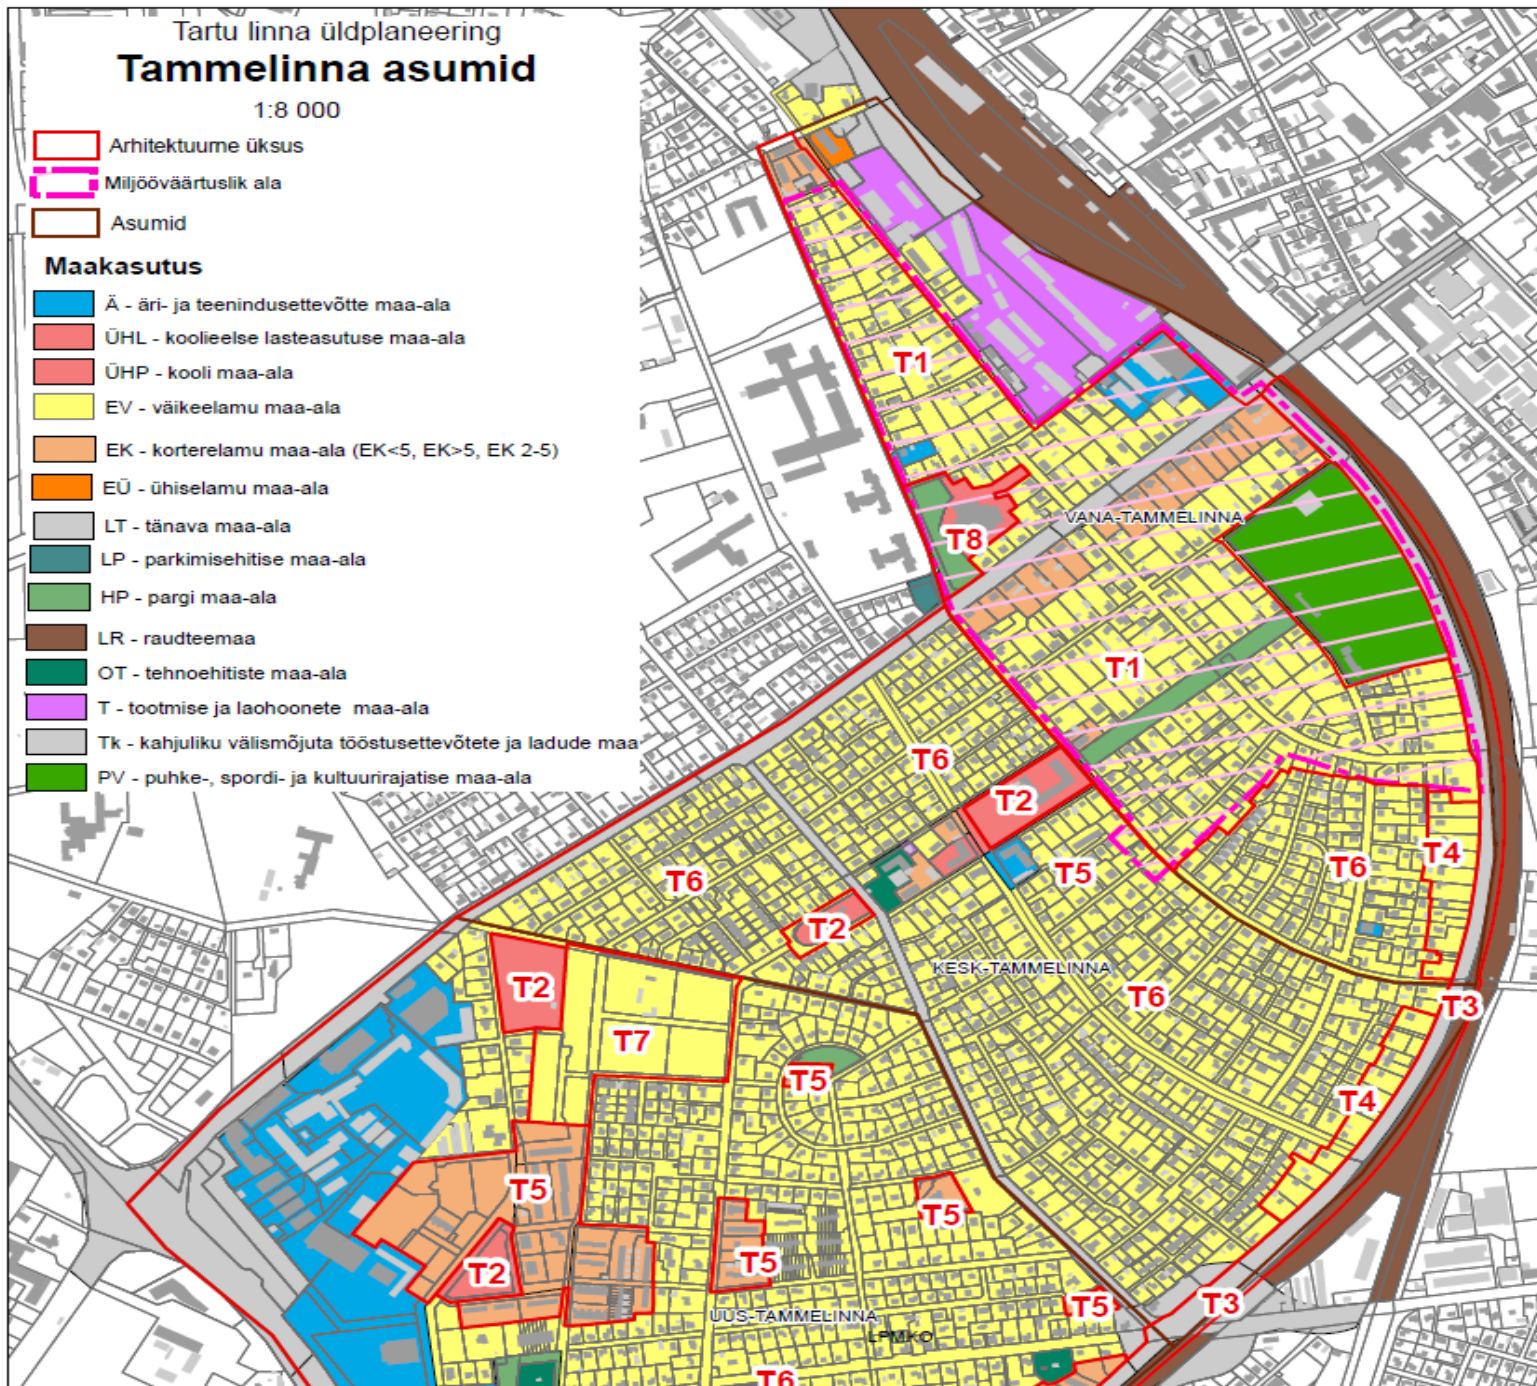 Tartu linna üldplaneering
Tammelinna asumid
1:8 000
Arhitektuurne üksus
Miljööväärtuslik ala
Asumid
Maakasutus
Ä - äri- ja teenindusettevõtte maa-ala
ÜHL - koolieelse lasteasutuse maa-ala
ÜHP - kooli maa-ala
EV - väikeelamu maa-ala
EK - korterelamu maa-ala (EK<5, EK>5, EK 2-5)
EÜ - ühiselamu maa-ala
LT - tänava maa-ala
LP - parkimisehitise maa-ala
HP - pargi maa-ala
LR - raudteemaa
OT - tehnoehitiste maa-ala
T - tootmise ja laohoonete maa-ala
Tk - kahjuliku välismõjuta tööstusettevõtete ja ladude maa
PV - puhke-, spordi- ja kultuurirajatise maa-ala
T1
VANA-TAMMELINNA
T8
T1
T6
T2
T4
T6
T5
T6
T2
KESK-TAMMELINNA
T2
T6
T3
T7
T5
T4
T5
T5
T2
T5
T3
T5
UUS-TAMMELINNA
LPMKO
T6